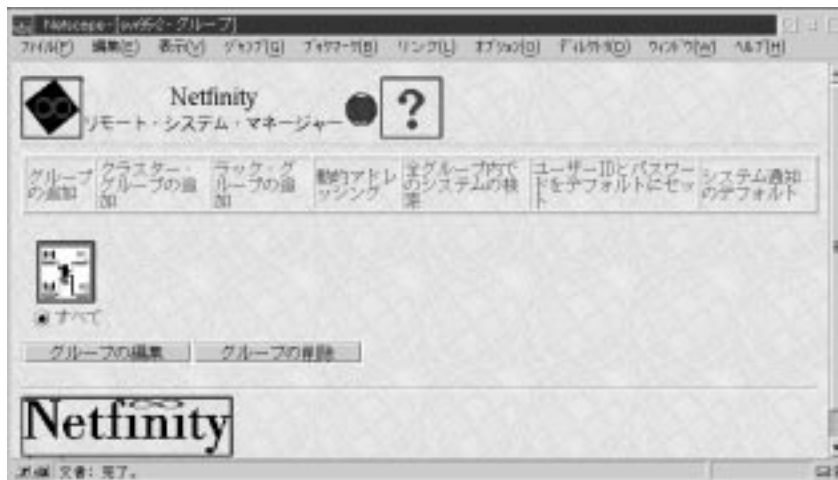 Netscape - [svr95-2 - グループ]
ファイル(F) 編集(E) 表示(V) ジャンプ(G) ブックマーク(B) リンク(L) オプション(O) ディレクトリ(D) ウィンドウ(W) ヘルプ(H)
Netfinity
リモート・システム・マネージャー
?
グループ
の追加
クラスター・
グループの追
加
ラック・グ
ループの追
加
動的アドレ
ッシング
全グループ内で
のシステムの検
索
ユーザーIDとパスワー
ドをデフォルトにセッ
ト
システム通知
のデフォルト
すべて
グループの編集 グループの削除
Netfinity
文書: 完了。